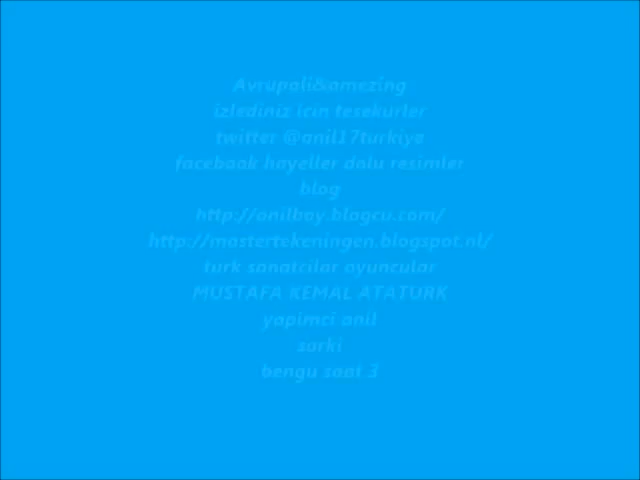 Avrupali&amezing
izlediniz icin tesekurler
twitter @anil17turkiye
facebook hayeller dolu resimler
blog
http://anilboy.blogcu.com/
http://mastertekeningen.blogspot.nl/
turk sanatcilar oyuncular
MUSTAFA KEMAL ATATURK
yapimci anil
sarki
bengu saat 3